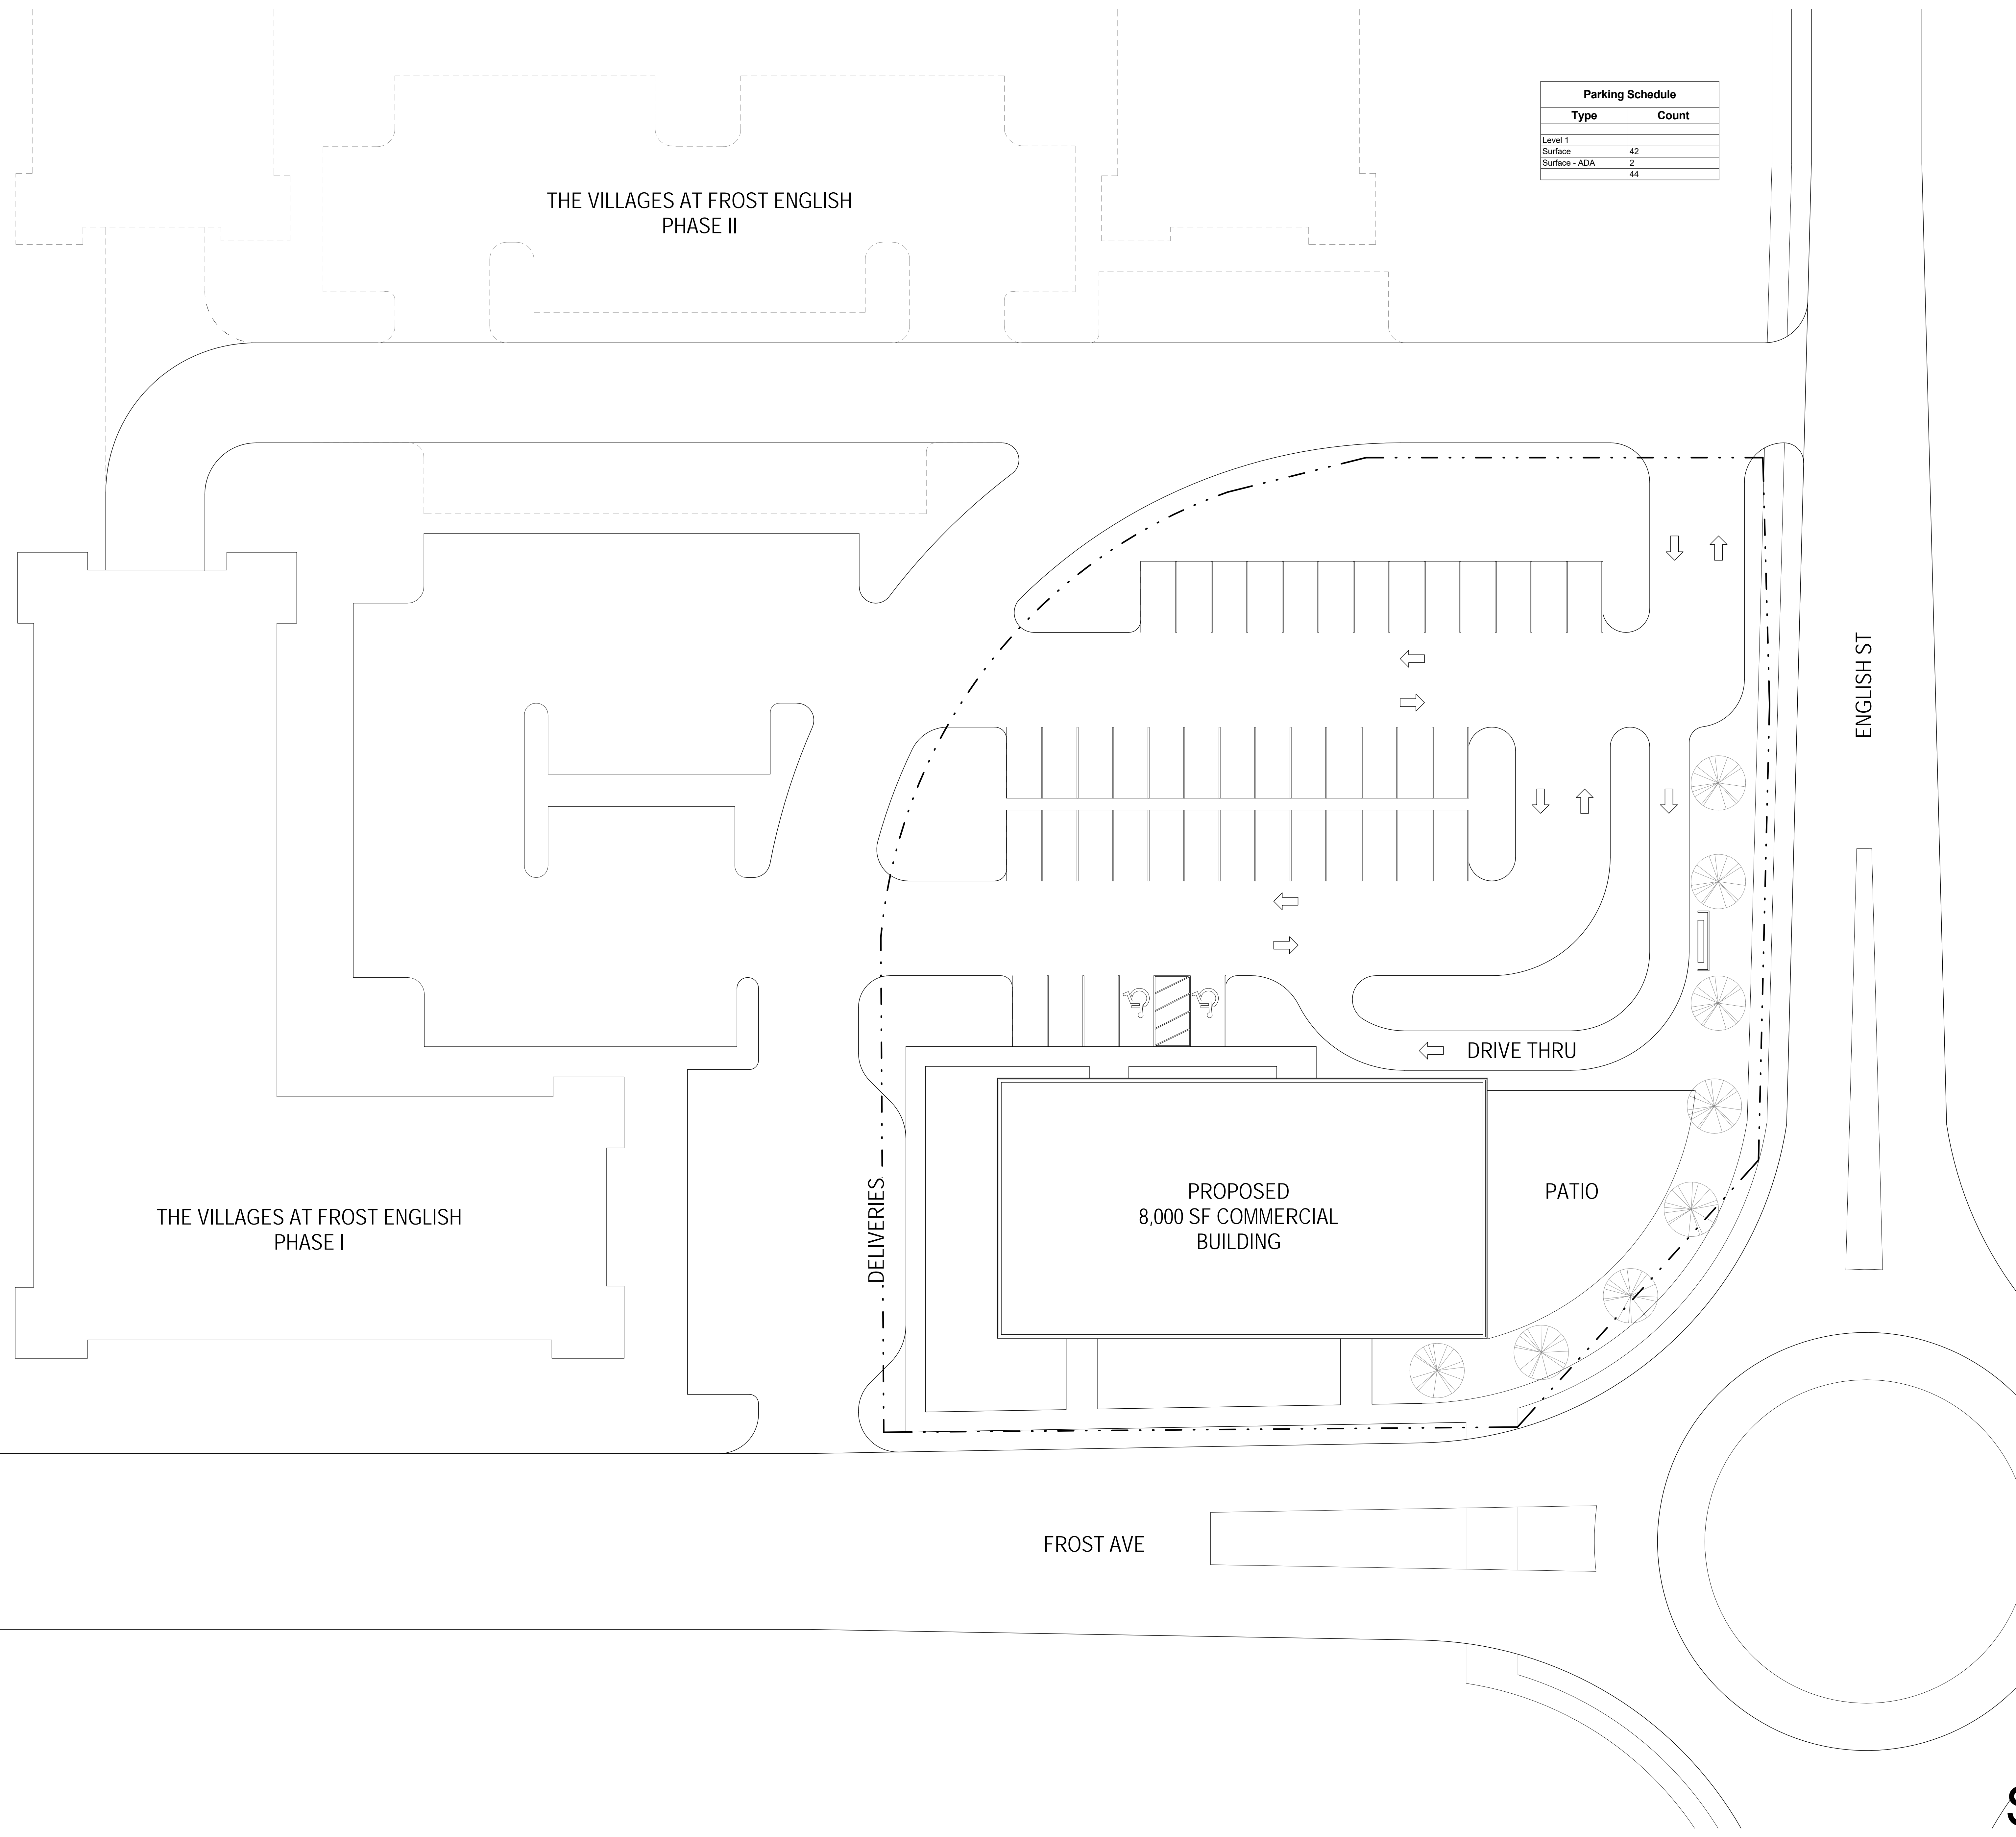 Parking Schedule
Type Count
Level 1
Surface 42
Surface - ADA 2
44
THE VILLAGES AT FROST ENGLISH
PHASE II
ENGLISH ST
DRIVE THRU
DELIVERIES
PROPOSED
8,000 SF COMMERCIAL
BUILDING
PATIO
THE VILLAGES AT FROST ENGLISH
PHASE I
FROST AVE